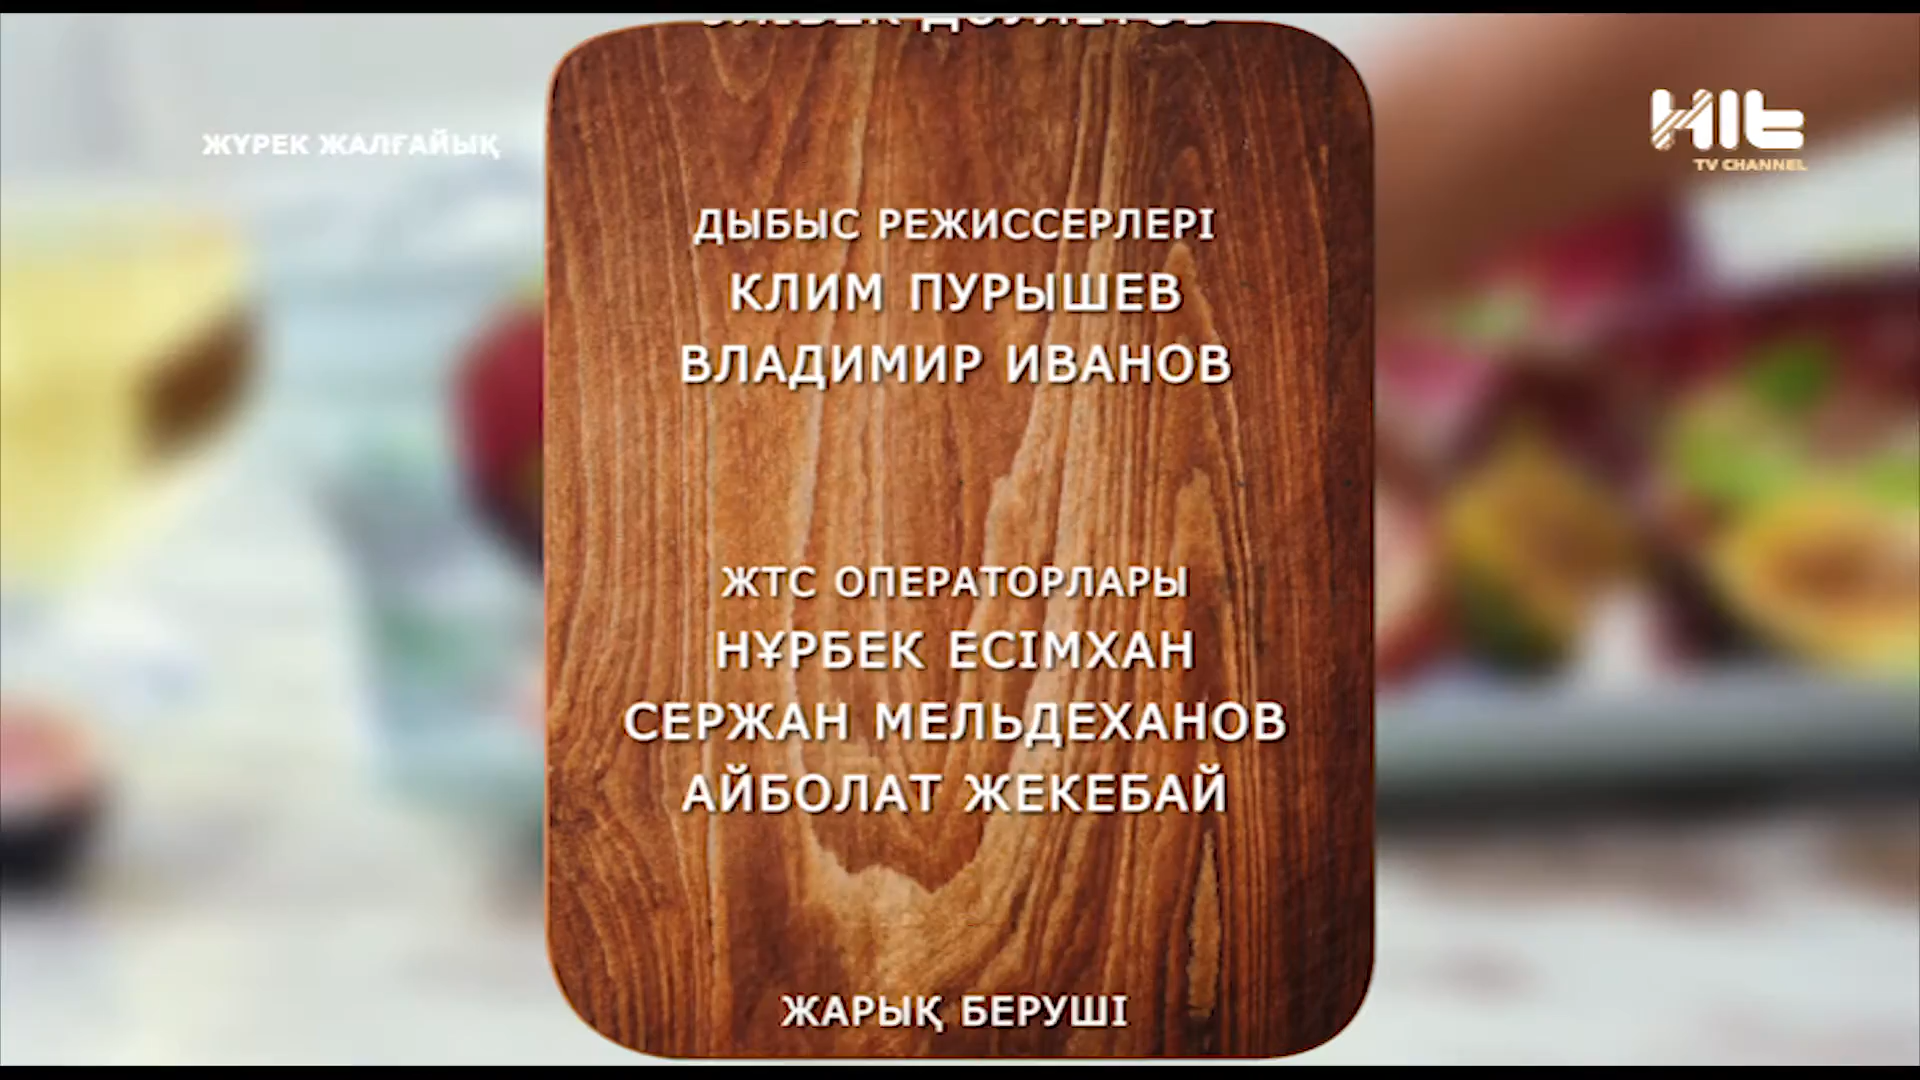 ЖҮРЕК ЖАЛҒАЙЫҚ
HIt
TV CHANNEL
ДЫБЫС РЕЖИССЕРЛЕРІ
КЛИМ ПУРЫШЕВ
ВЛАДИМИР ИВАНОВ
ЖТС ОПЕРАТОРЛАРЫ
НҰРБЕК ЕСІМХАН
СЕРЖАН МЕЛЬДЕХАНОВ
АЙБОЛАТ ЖЕКЕБАЙ
ЖАРЫҚ БЕРУШІ